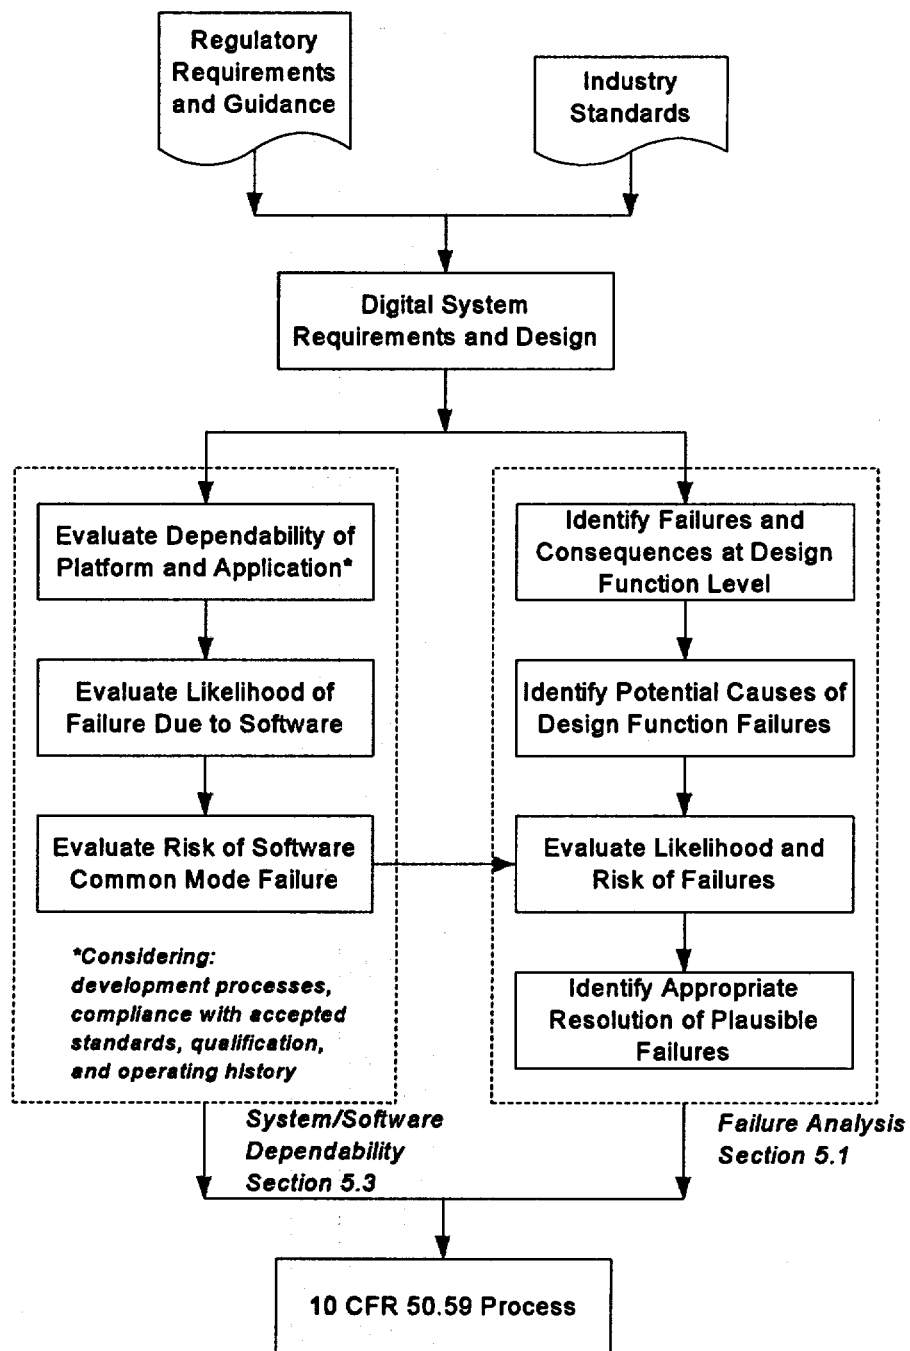 Regulatory
Requirements
and Guidance
Industry
Standards
Digital System
Requirements and Design
Evaluate Dependability of
Platform and Application*
Evaluate Likelihood of
Failure Due to Software
Evaluate Risk of Software
Common Mode Failure
*Considering:
development processes,
compliance with accepted
standards, qualification,
and operating history
Identify Failures and
Consequences at Design
Function Level
Identify Potential Causes of
Design Function Failures
Evaluate Likelihood and
Risk of Failures
Identify Appropriate
Resolution of Plausible
Failures
System/Software
Dependability
Section 5.3
Failure Analysis
Section 5.1
10 CFR 50.59 Process